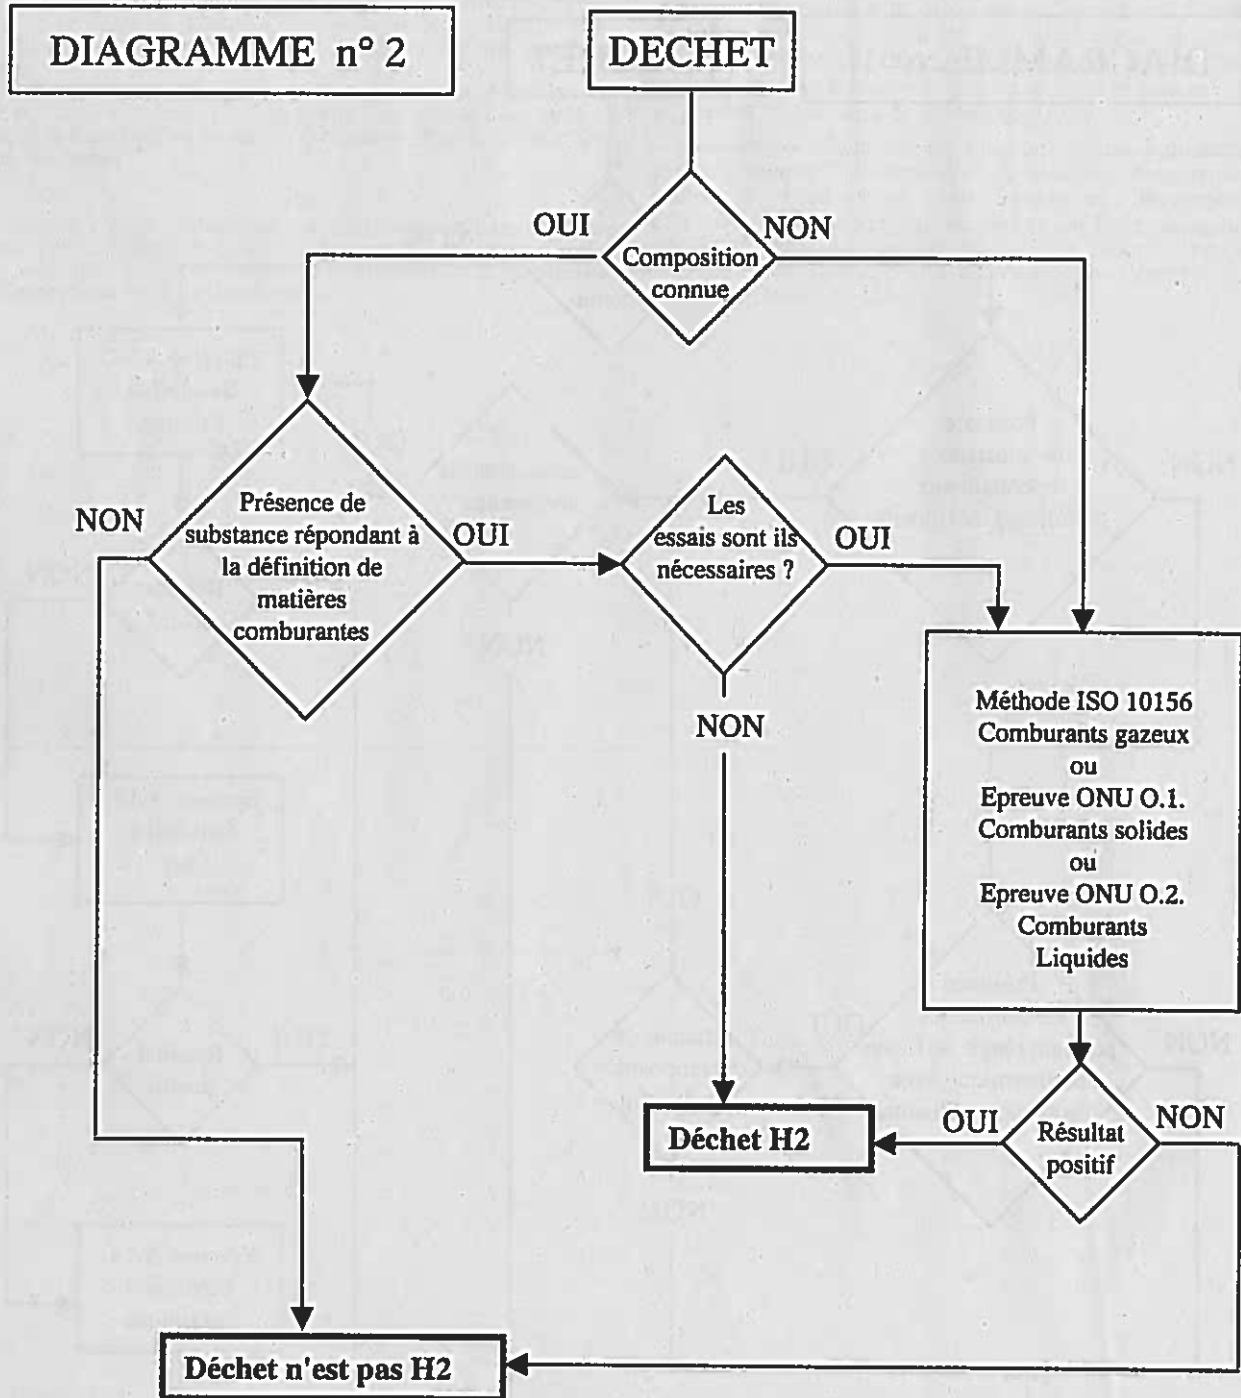 DIAGRAMME n° 2
DECHET
OUI
NON
Composition
connue
NON
Présence de
substance répondant à
la définition de
matières
comburantes
OUI
Les
essais sont ils
nécessaires ?
OUI
NON
Méthode ISO 10156
Comburants gazeux
ou
Epreuve ONU O.1.
Comburants solides
ou
Epreuve ONU O.2.
Comburants
Liquides
Déchet H2
OUI
Résultat
positif
NON
Déchet n'est pas H2